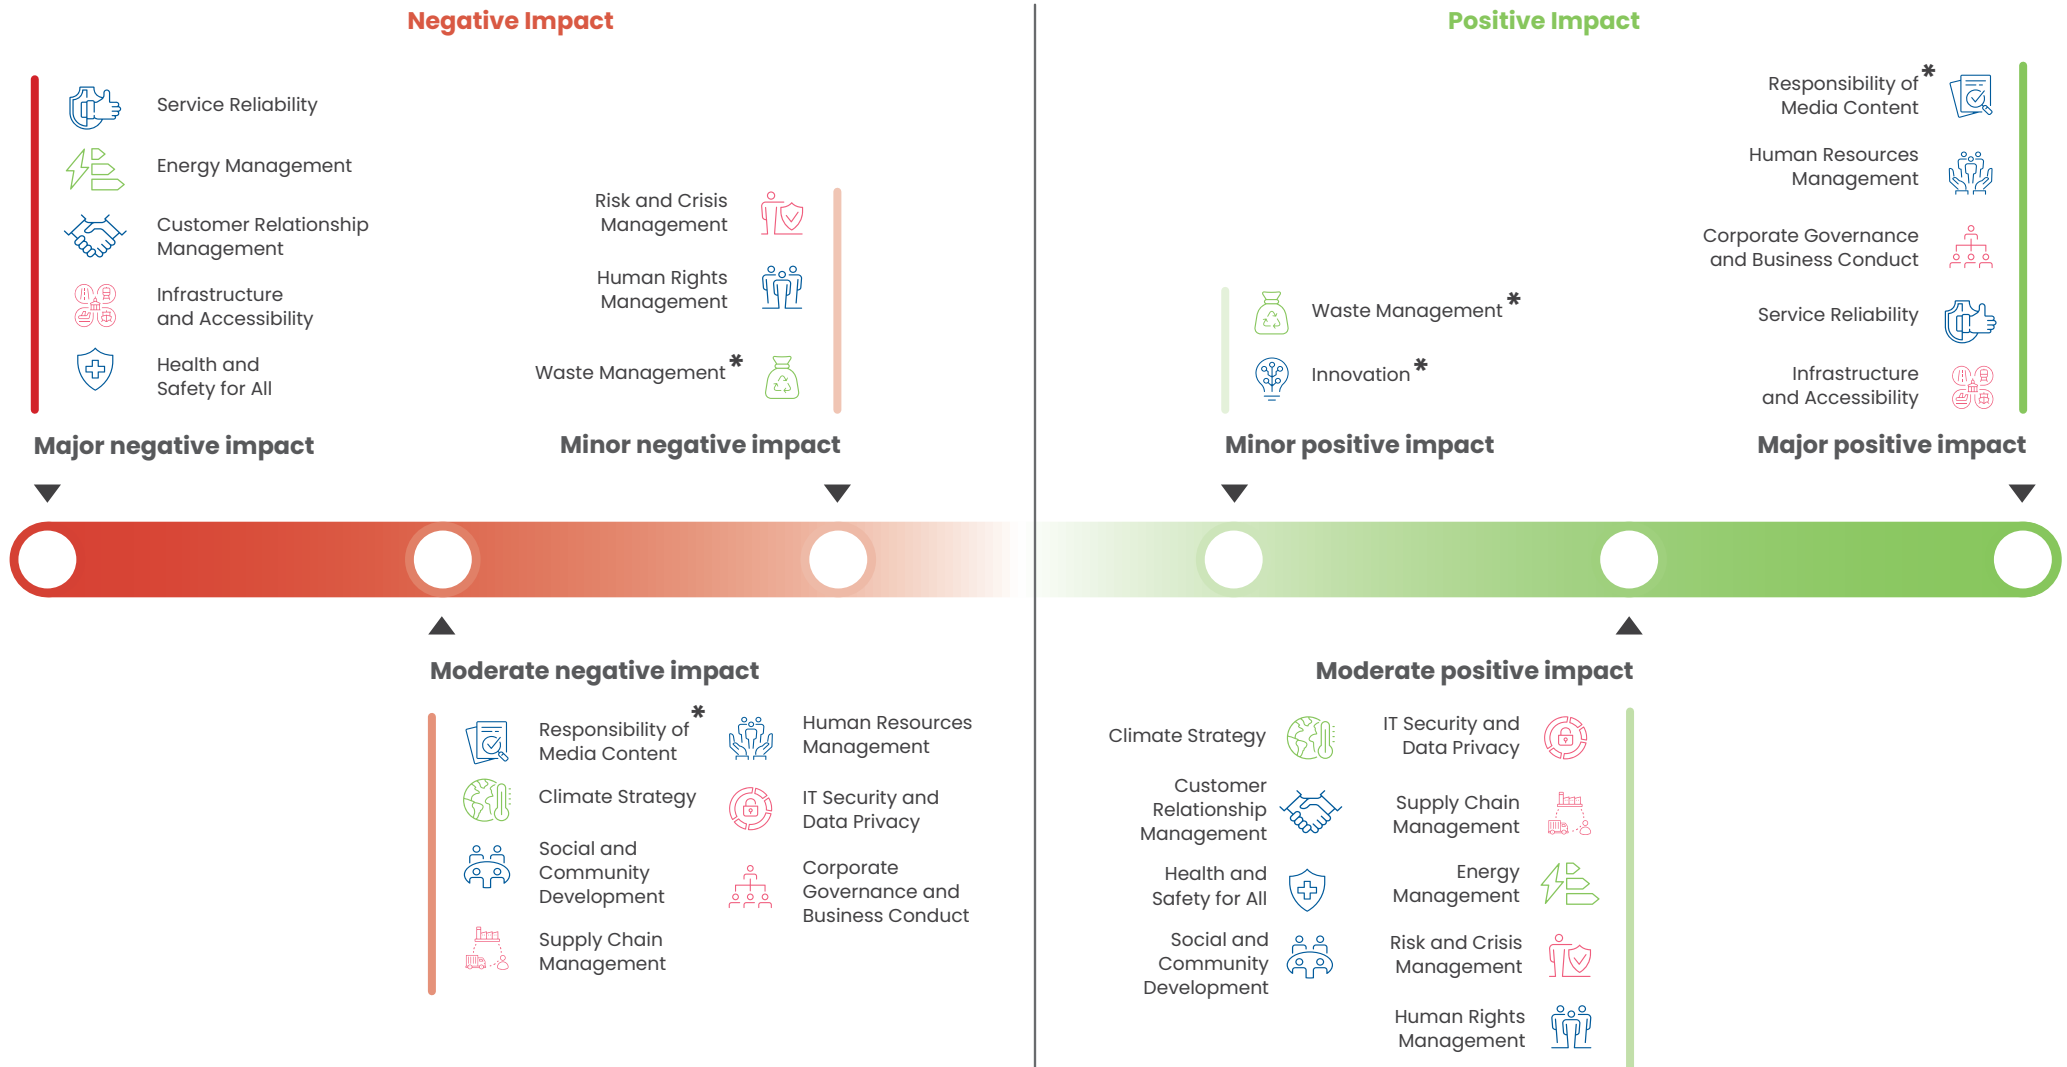 Negative Impact
Service Reliability
Energy Management
Customer Relationship
Management
Infrastructure
and Accessibility
Health and
Safety for All
Major negative impact
Risk and Crisis
Management
Human Rights
Management
Waste Management *
Minor negative impact
Moderate negative impact
Responsibility of *
Media Content
Climate Strategy
Social and
Community
Development
Supply Chain
Management
Human Resources
Management
IT Security and
Data Privacy
Corporate
Governance and
Business Conduct
Positive Impact
Waste Management *
Innovation *
Minor positive impact
Responsibility of *
Media Content
Human Resources
Management
Corporate Governance
and Business Conduct
Service Reliability
Infrastructure
and Accessibility
Major positive impact
Moderate positive impact
Climate Strategy
Customer
Relationship
Management
Health and
Safety for All
Social and
Community
Development
IT Security and
Data Privacy
Supply Chain
Management
Energy
Management
Risk and Crisis
Management
Human Rights
Management